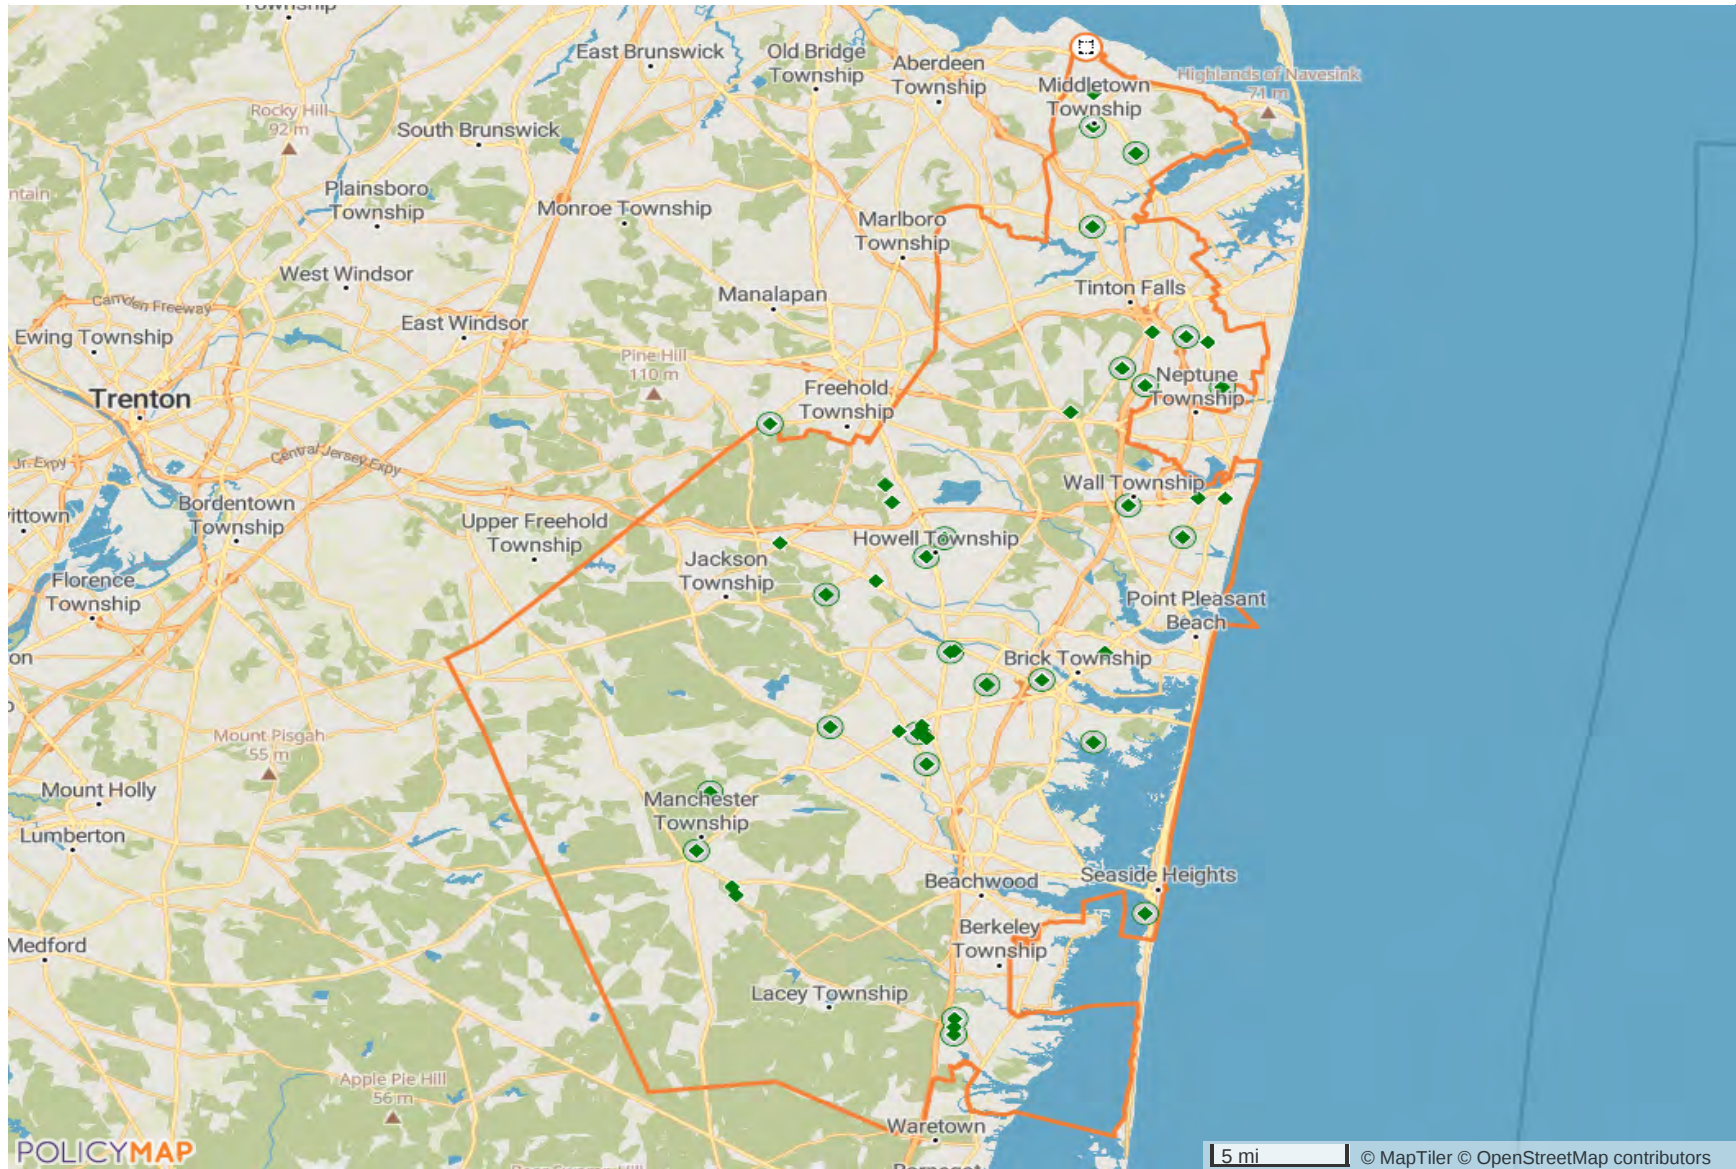 Township
East Brunswick
Old Bridge
Township
Aberdeen
Township
Middletown
Township
Highlands of Navesink
71 m
Rocky Hill
92 m
South Brunswick
ntain
Plainsboro
Township
Monroe Township
Marlboro
Township
West Windsor
Manalapan
Tinton Falls
Camden Freeway
Ewing Township
East Windsor
Pine Hill
110 m
Trenton
Freehold
Township
Neptune
Township
Jr. Expy
Central Jersey Expy
vittown
Bordentown
Township
Upper Freehold
Township
Wall Township
Howell Township
Jackson
Township
Florence
Township
Point Pleasant
Beach
on
Brick Township
Mount Pisgah
55 m
Mount Holly
Manchester
Township
Lumberton
Beachwood
Seaside Heights
Medford
Berkeley
Township
Lacey Township
Apple Pie Hill
56 m
Waretown
POLICYMAP
5 mi
© MapTiler © OpenStreetMap contributors